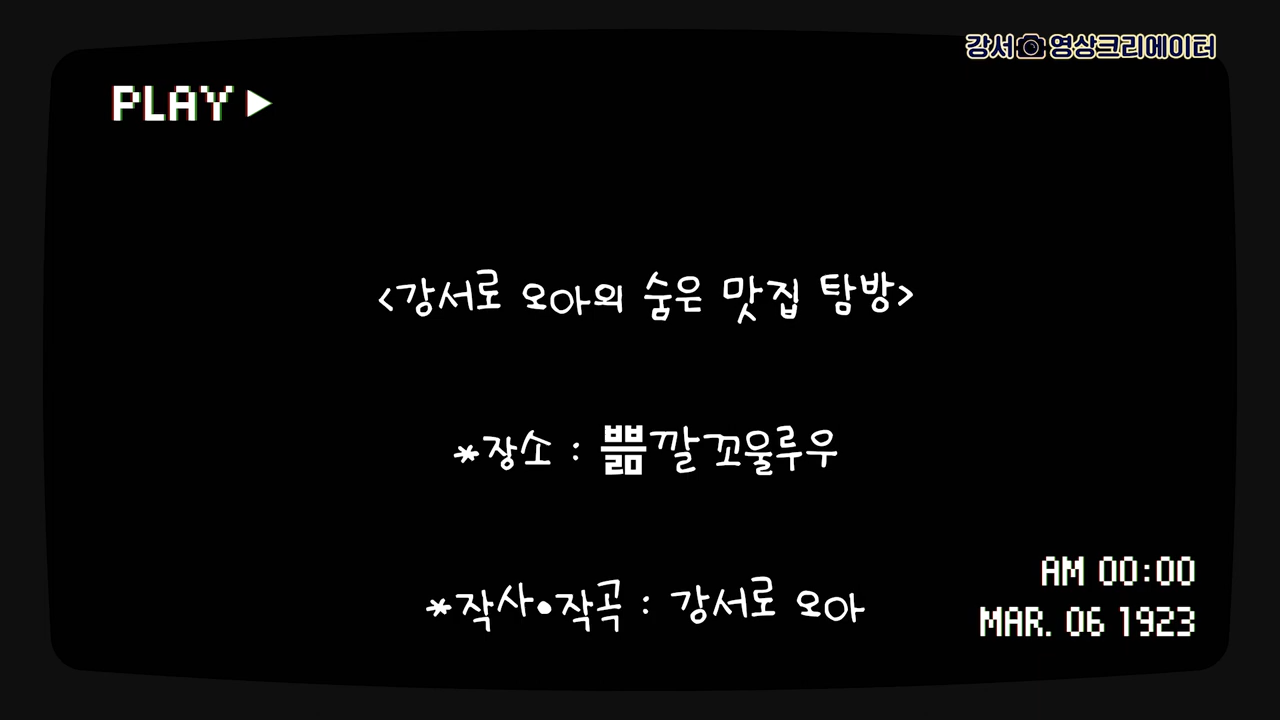 강서 영상크리에이터
PLAY
<강서로 오아의 숨은 맛집 탐방>
*장소 : 쁢깔꼬울루우
*작사•작곡 : 강서로 오아
AM 00:00
MAR. 06 1923